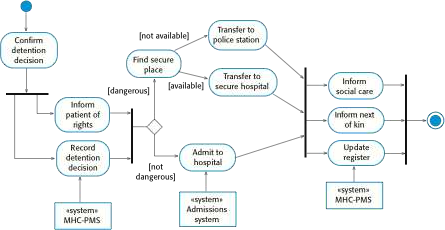 Confirm
detention
decision
Inform
patient of
rights
Record
detention
decision
«system»
MHC-PMS
[dangerous]
[not
dangerous]
Find secure
place
[not available]
[available]
Transfer to
police station
Transfer to
secure hospital
Admit to
hospital
«system»
Admissions
system
Inform
social care
Inform next
of kin
Update
register
«system»
MHC-PMS